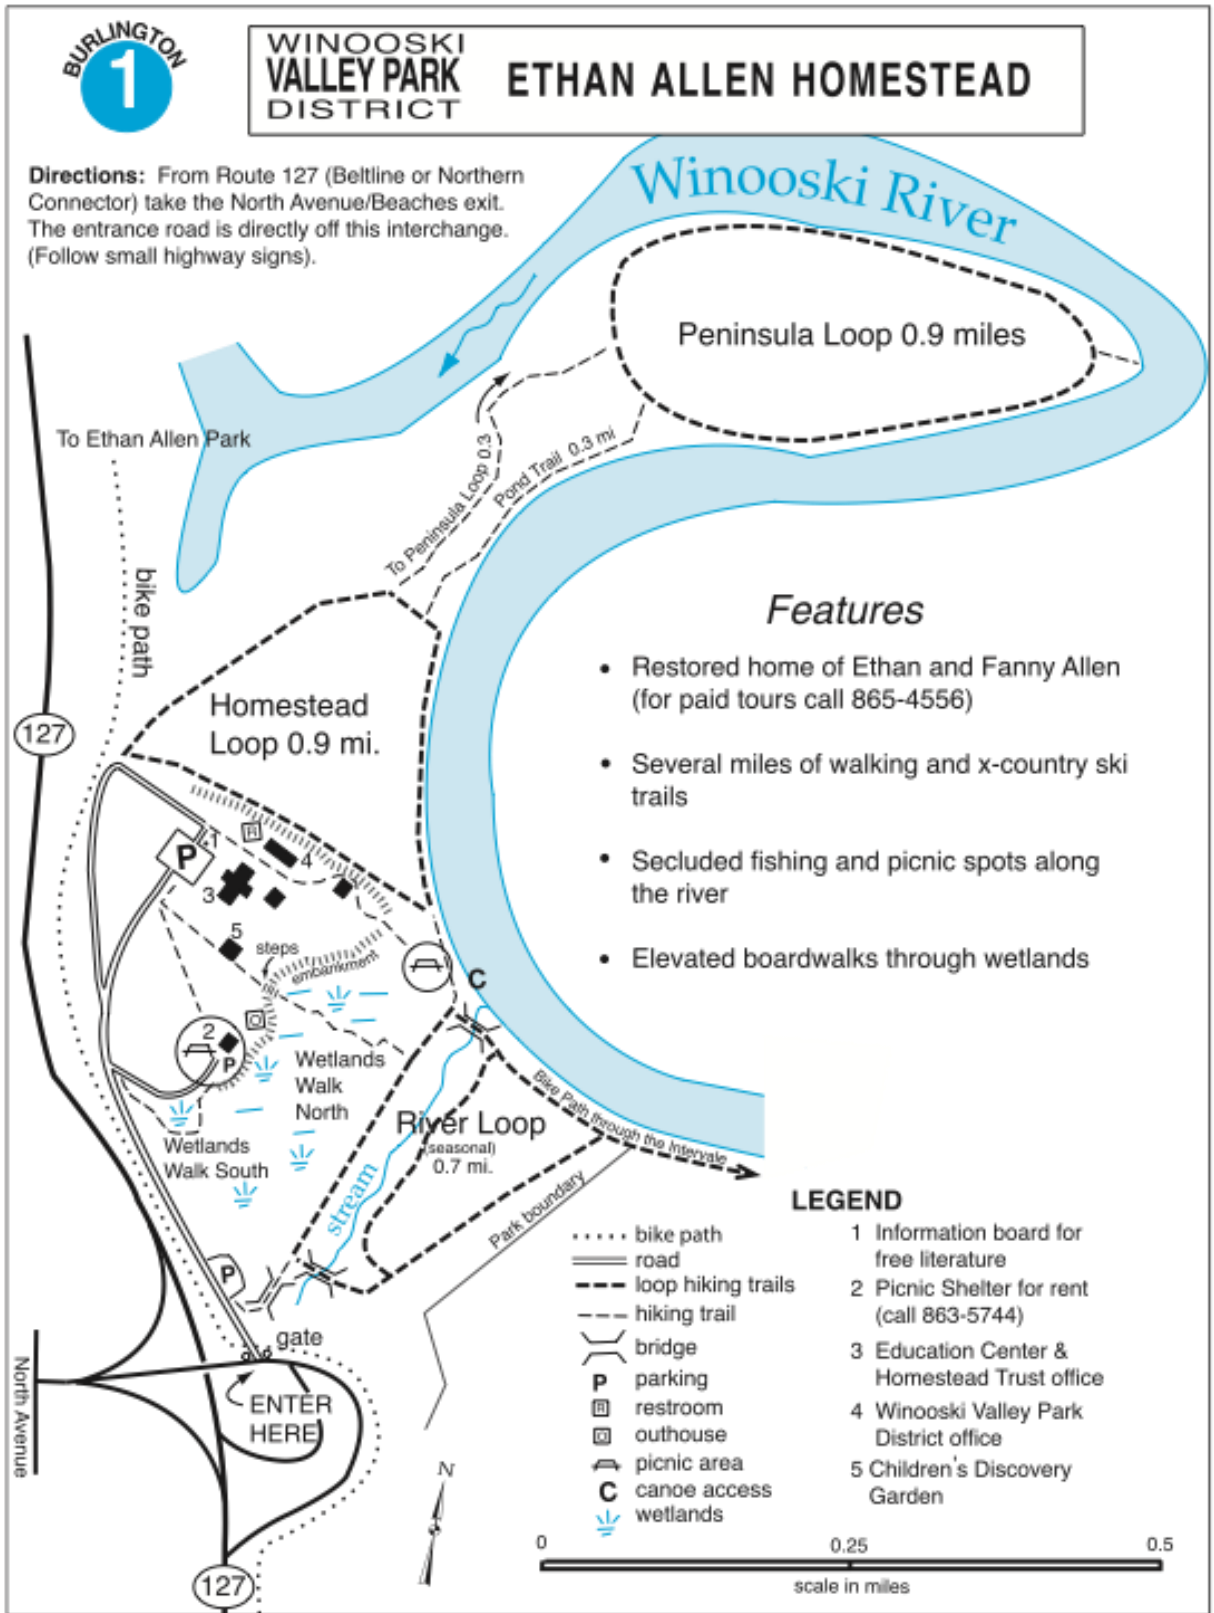 BURLINGTON
1
WINOOSKI
VALLEY PARK
DISTRICT
ETHAN ALLEN HOMESTEAD
Directions: From Route 127 (Beltline or Northern
Connector) take the North Avenue/Beaches exit.
The entrance road is directly off this interchange.
(Follow small highway signs).
Winooski River
Peninsula Loop 0.9 miles
To Ethan Allen Park
To Peninsula Loop 0.3
Pond Trail 0.3 mi
bike path
127
Homestead
Loop 0.9 mi.
Features
• Restored home of Ethan and Fanny Allen
(for paid tours call 865-4556)
• Several miles of walking and x-country ski
trails
• Secluded fishing and picnic spots along
the river
• Elevated boardwalks through wetlands
P
1
R
4
3
5
steps
embankment
C
O
2
P
Wetlands
Walk
North
Wetlands
Walk South
River Loop
(seasonal)
0.7 mi.
stream
Bike Path through the Intervale
Park boundary
P
gate
ENTER
HERE
North Avenue
127
N
LEGEND
bike path
road
loop hiking trails
hiking trail
bridge
P parking
R restroom
O outhouse
picnic area
C canoe access
wetlands
1 Information board for
free literature
2 Picnic Shelter for rent
(call 863-5744)
3 Education Center &
Homestead Trust office
4 Winooski Valley Park
District office
5 Children's Discovery
Garden
0 0.25 0.5
scale in miles